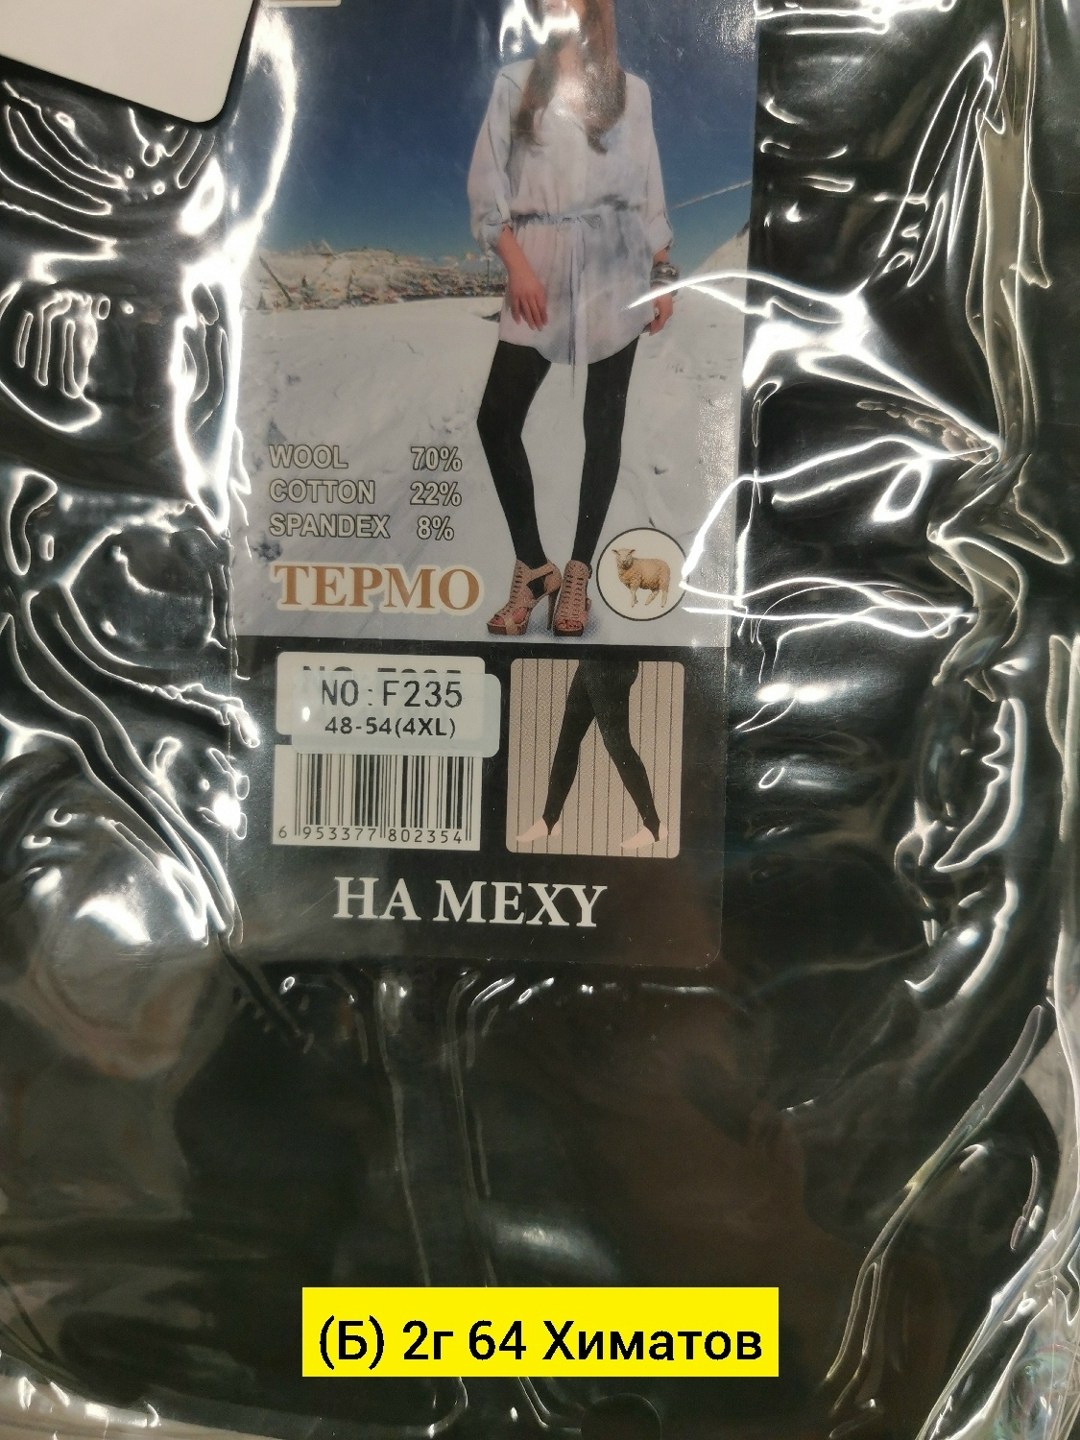 WOOL 70%
COTTON 22%
SPANDEX 8%
ТЕРМО
NO:F235
48-54(4XL)
6 953377 802354
НА МЕХУ
(Б) 2г 64 Химатов